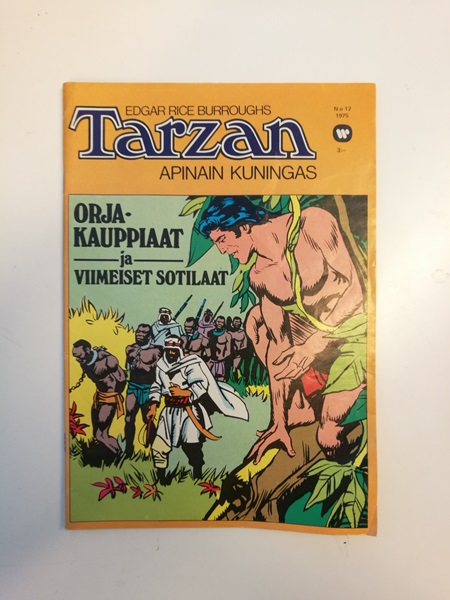 EDGAR RICE BURROUGHS
N:o 12
1975
Tarzan
3:—
APINAIN KUNINGAS
ORJA-
KAUPPIAAT
ja
VIIMEISET SOTILAAT